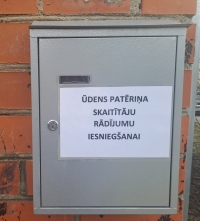 ŪDENS PATĒRIŅA
SKAITĪTĀJU
RĀDĪJUMU
IESNIEGŠANAI